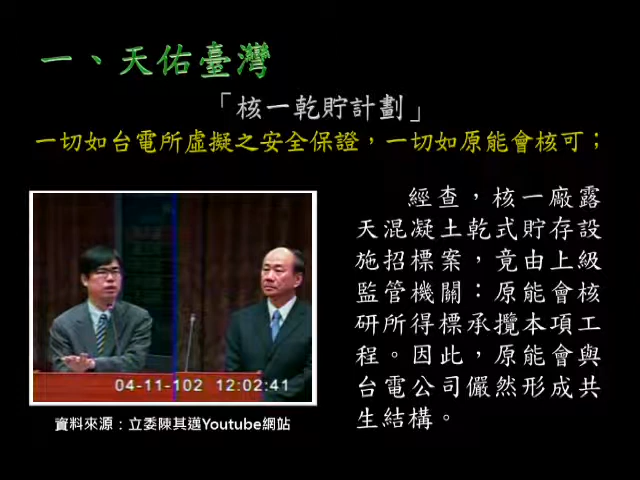 一、天佑臺灣
「核一乾貯計劃」
一切如台電所虛擬之安全保證，一切如原能會核可；
經查，核一廠露
天混凝土乾式貯存設
施招標案，竟由上級
監管機關：原能會核
研所得標承攬本項工
程。因此，原能會與
台電公司儼然形成共
生結構。
04-11-102 12:02:41
資料來源：立委陳其邁Youtube網站